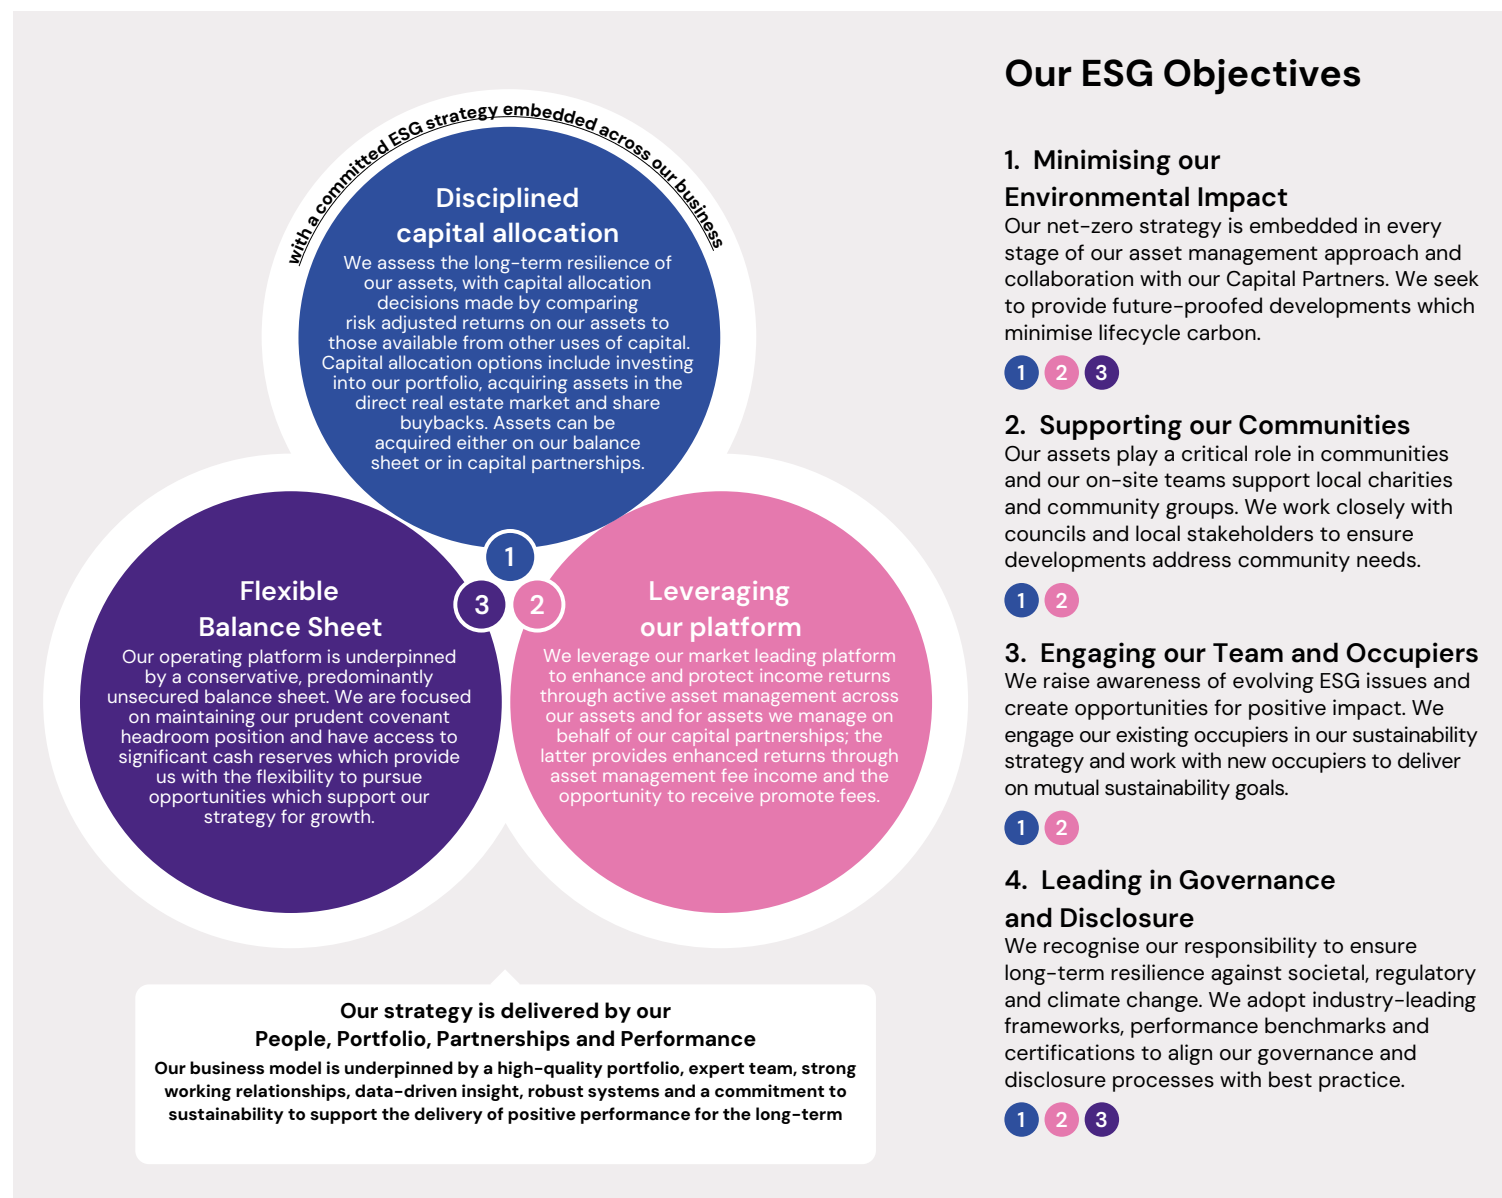 with a committed ESG strategy embedded across our business
Disciplined
capital allocation
We assess the long-term resilience of
our assets, with capital allocation
decisions made by comparing
risk adjusted returns on our assets to
those available from other uses of capital.
Capital allocation options include investing
into our portfolio, acquiring assets in the
direct real estate market and share
buybacks. Assets can be
acquired either on our balance
sheet or in capital partnerships.
1
3
2
Flexible
Balance Sheet
Our operating platform is underpinned
by a conservative, predominantly
unsecured balance sheet. We are focused
on maintaining our prudent covenant
headroom position and have access to
significant cash reserves which provide
us with the flexibility to pursue
opportunities which support our
strategy for growth.
Leveraging
our platform
We leverage our market leading platform
to enhance and protect income returns
through active asset management across
our assets and for assets we manage on
behalf of our capital partnerships; the
latter provides enhanced returns through
asset management fee income and the
opportunity to receive promote fees.
Our strategy is delivered by our
People, Portfolio, Partnerships and Performance
Our business model is underpinned by a high-quality portfolio, expert team, strong
working relationships, data-driven insight, robust systems and a commitment to
sustainability to support the delivery of positive performance for the long-term
Our ESG Objectives
1. Minimising our
Environmental Impact
Our net-zero strategy is embedded in every
stage of our asset management approach and
collaboration with our Capital Partners. We seek
to provide future-proofed developments which
minimise lifecycle carbon.
1 2 3
2. Supporting our Communities
Our assets play a critical role in communities
and our on-site teams support local charities
and community groups. We work closely with
councils and local stakeholders to ensure
developments address community needs.
1 2
3. Engaging our Team and Occupiers
We raise awareness of evolving ESG issues and
create opportunities for positive impact. We
engage our existing occupiers in our sustainability
strategy and work with new occupiers to deliver
on mutual sustainability goals.
1 2
4. Leading in Governance
and Disclosure
We recognise our responsibility to ensure
long-term resilience against societal, regulatory
and climate change. We adopt industry-leading
frameworks, performance benchmarks and
certifications to align our governance and
disclosure processes with best practice.
1 2 3